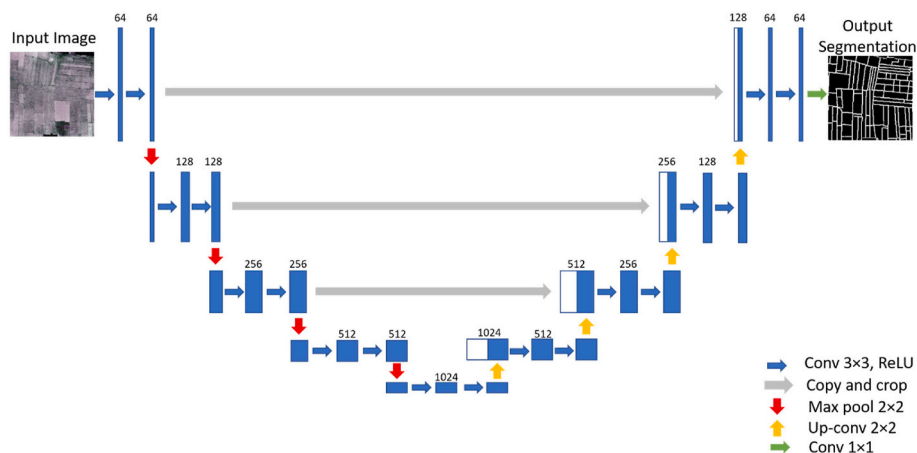 Input Image
64
64
128
64
64
Output
Segmentation
128
128
256
128
256
256
512
256
512
512
1024
512
1024
Conv 3×3, ReLU
Copy and crop
Max pool 2×2
Up-conv 2×2
Conv 1×1